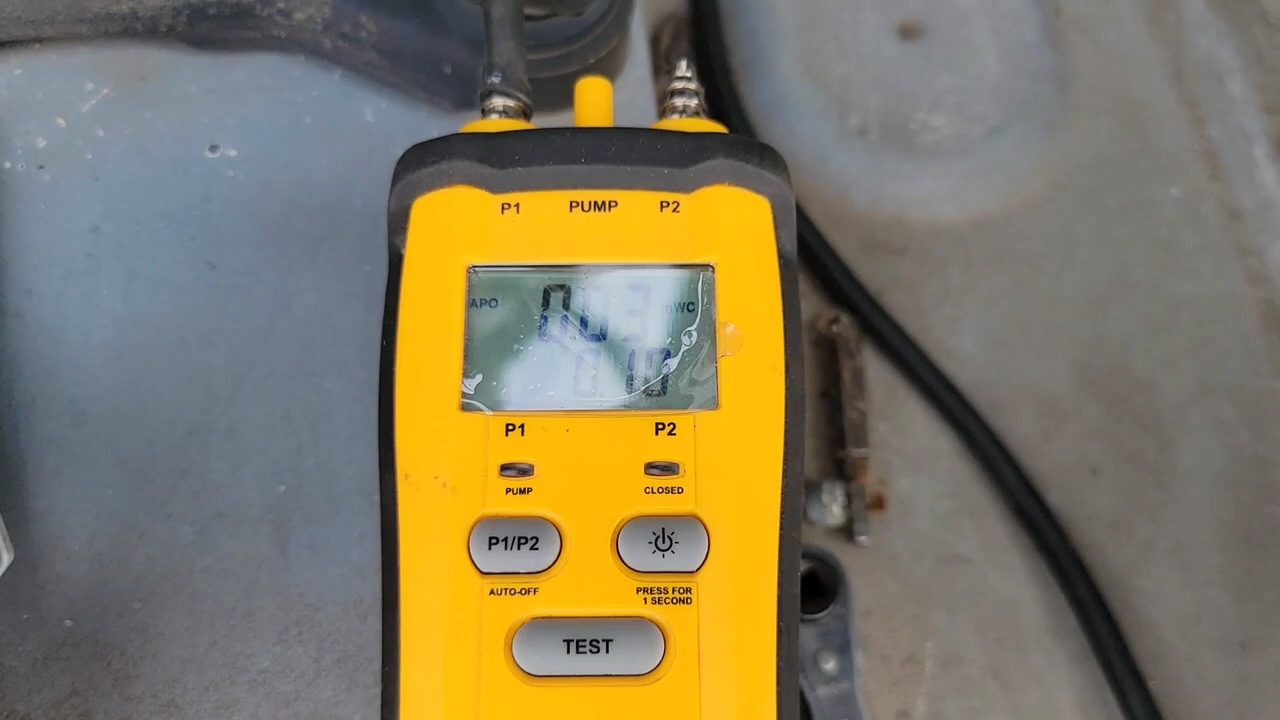 P1 PUMP P2
APO 0.03 WC
0.10
P1 P2
PUMP CLOSED
P1/P2
AUTO-OFF PRESS FOR
1 SECOND
TEST